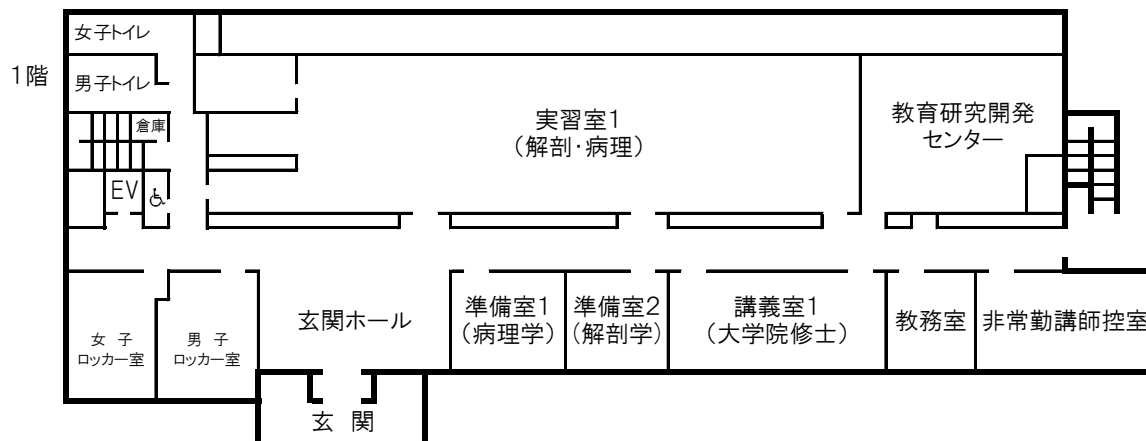 女子トイレ
1階
男子トイレ
倉庫
実習室1
(解剖・病理)
教育研究開発
センター
EV
玄関ホール
準備室1
(病理学)
準備室2
(解剖学)
講義室1
(大学院修士)
教務室
非常勤講師控室
女 子
ロッカー室
男 子
ロッカー室
玄 関